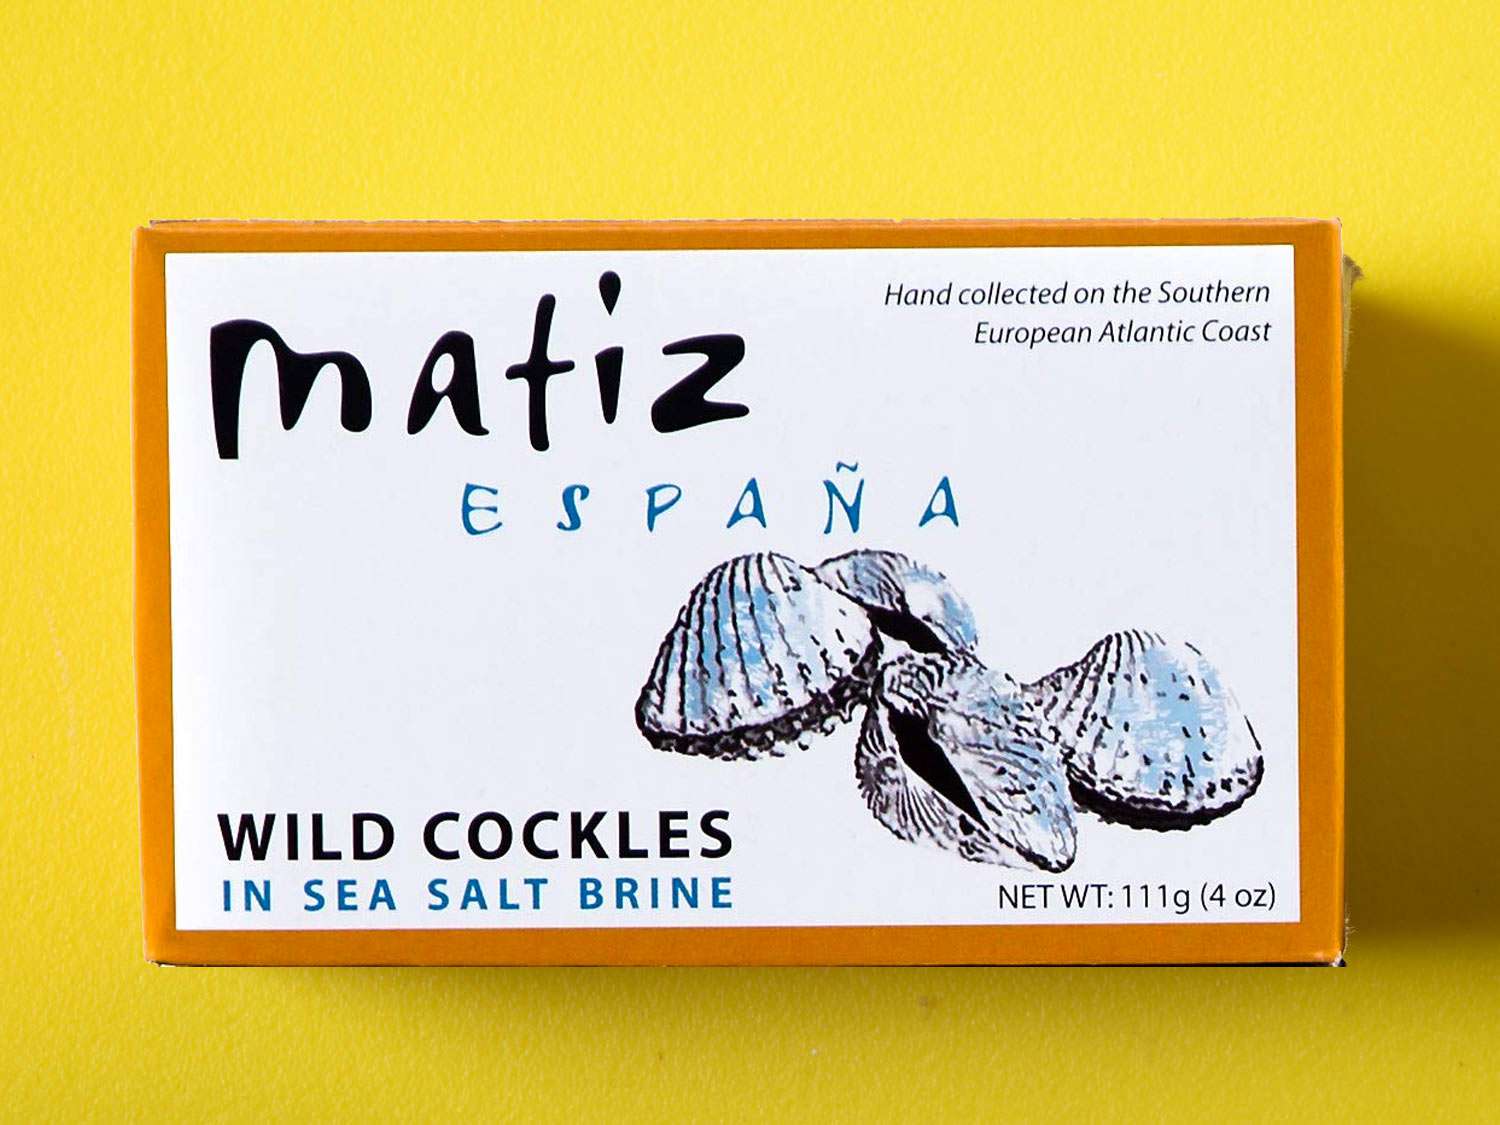 matiz
ESPAÑA
Hand collected on the Southern
European Atlantic Coast
WILD COCKLES
IN SEA SALT BRINE
NET WT: 111g (4 oz)